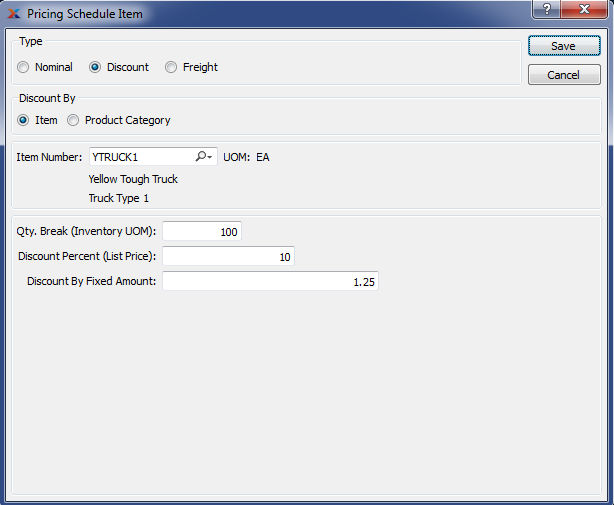 Pricing Schedule Item
?
Type
Save
Nominal Discount Freight
Cancel
Discount By
Item Product Category
Item Number: YTRUCK1 UOM: EA
Yellow Tough Truck
Truck Type 1
Qty. Break (Inventory UOM): 100
Discount Percent (List Price): 10
Discount By Fixed Amount: 1.25